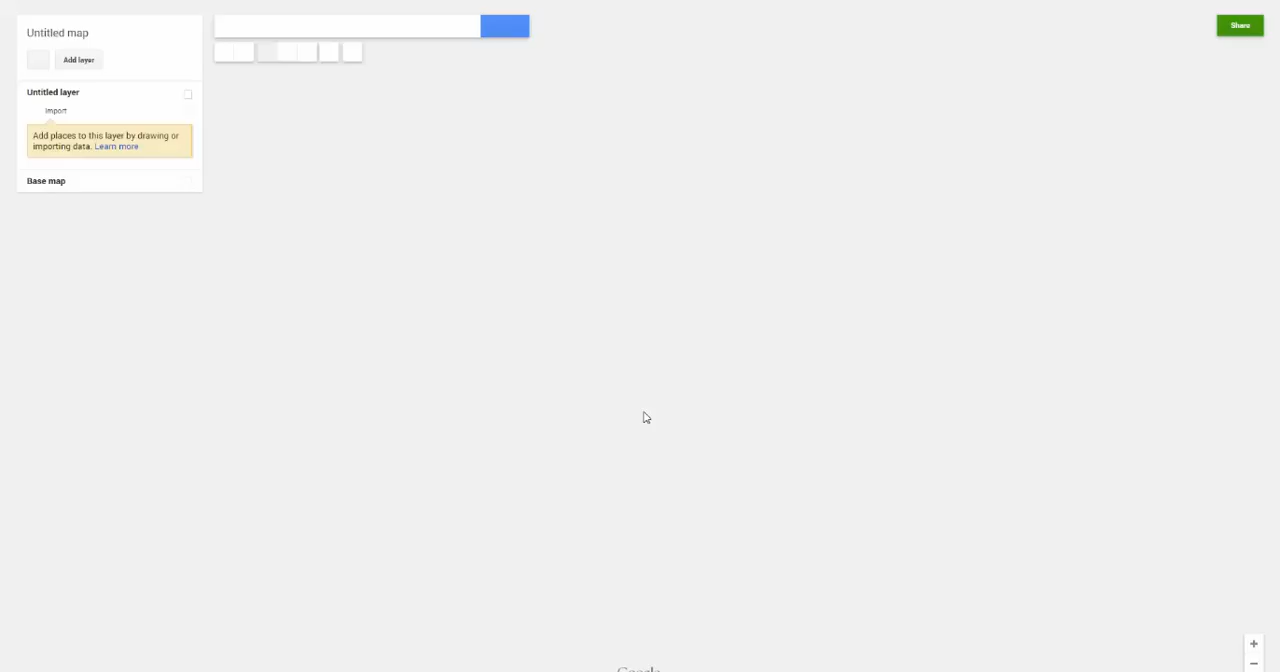 Untitled map
Share
Add layer
Untitled layer
Import
Add places to this layer by drawing or
importing data. Learn more
Base map
Google